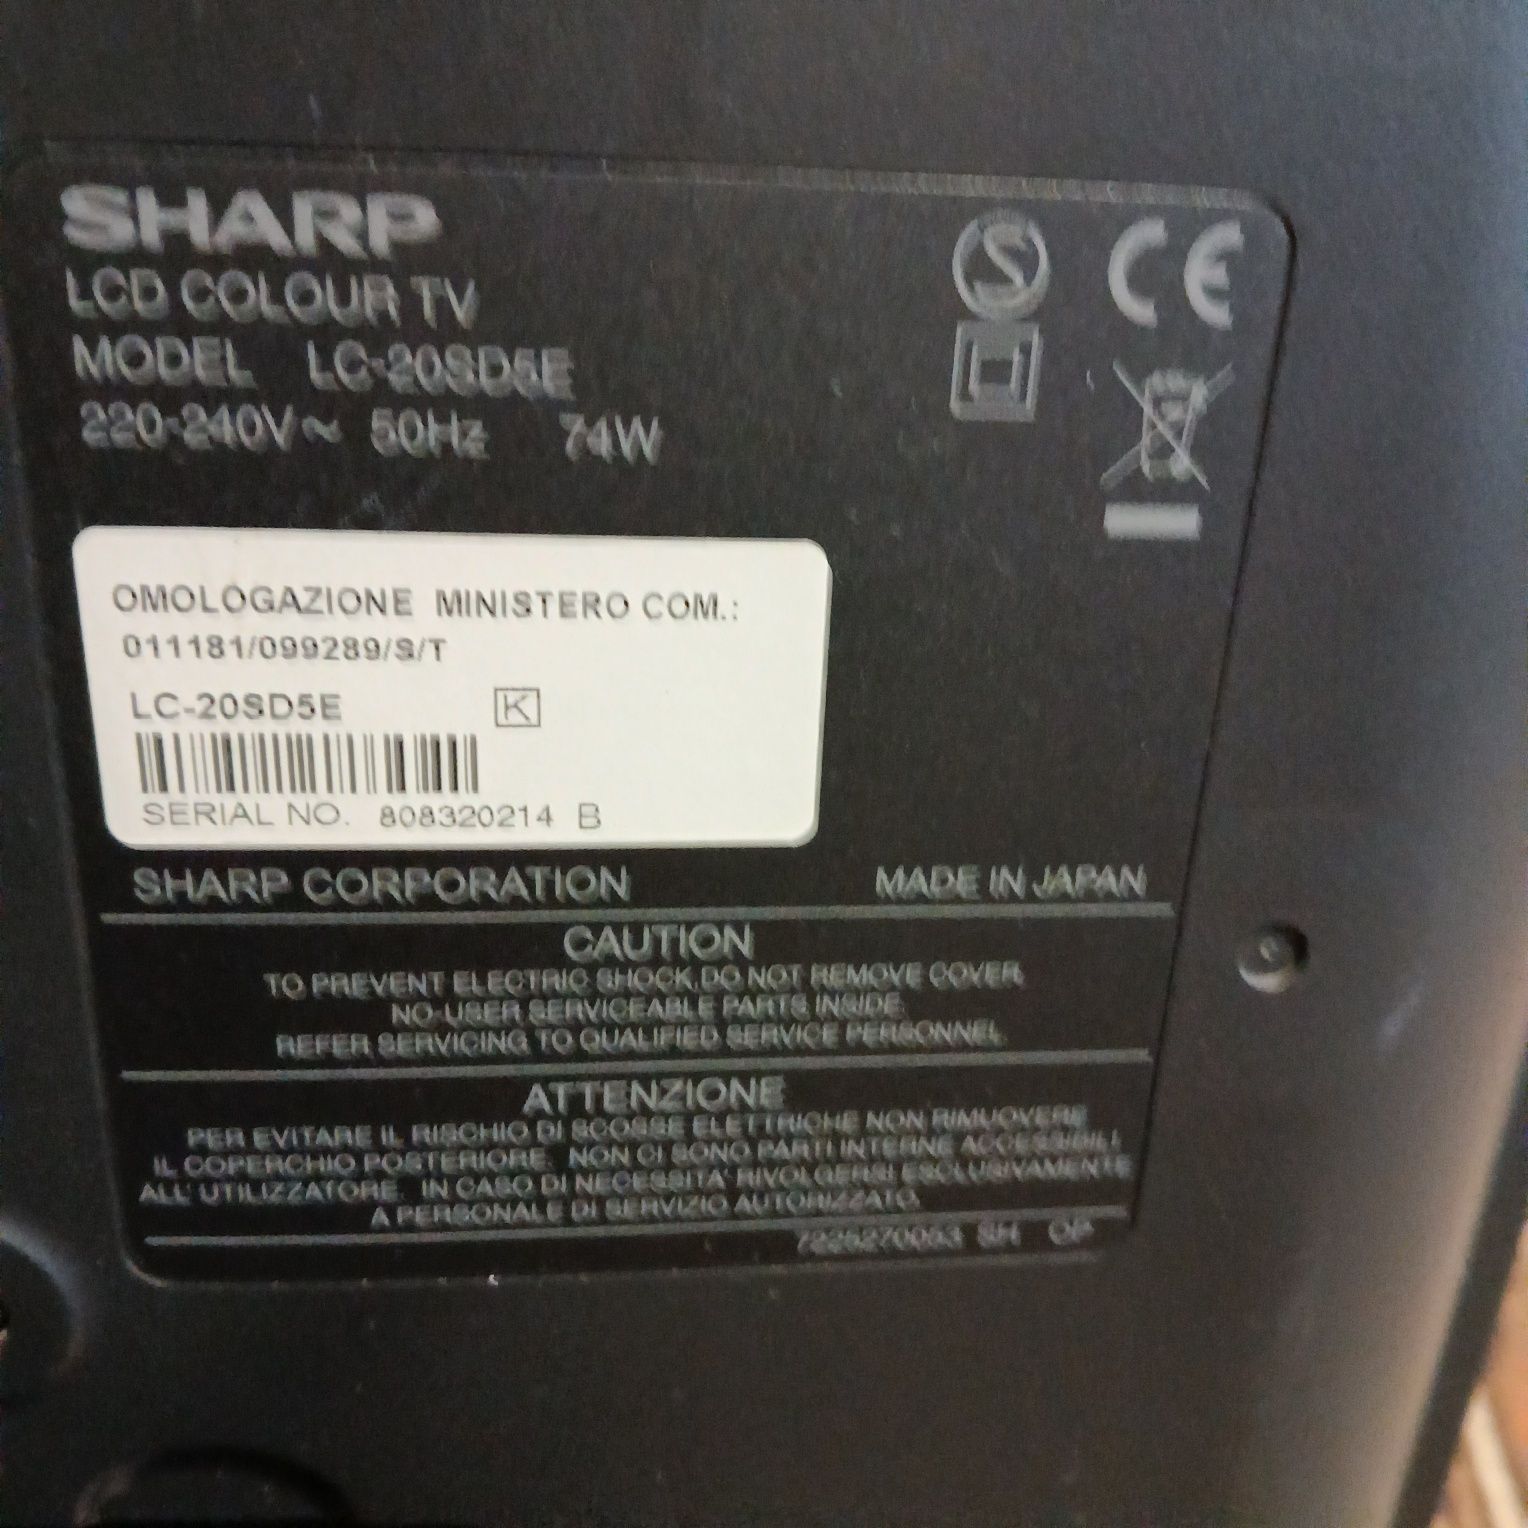 SHARP
LCD COLOUR TV
MODEL LC-20SD5E
220-240V~ 50Hz 74W
S
CE
OMOLOGAZIONE MINISTERO COM.:
011181/099289/S/T
LC-20SD5E K
SERIAL NO. 808320214 B
SHARP CORPORATION MADE IN JAPAN
CAUTION
TO PREVENT ELECTRIC SHOCK, DO NOT REMOVE COVER.
NO USER SERVICEABLE PARTS INSIDE.
REFER SERVICING TO QUALIFIED SERVICE PERSONNEL.
ATTENZIONE
PER EVITARE IL RISCHIO DI SCOSSE ELETTRICHE NON RIMUOVERE
IL COPERCHIO POSTERIORE. NON CI SONO PARTI INTERNE ACCESSIBILI
ALL' UTILIZZATORE. IN CASO DI NECESSITA' RIVOLGERSI ESCLUSIVAMENTE
A PERSONALE DI SERVIZIO AUTORIZZATO.
7225270053 SH OP